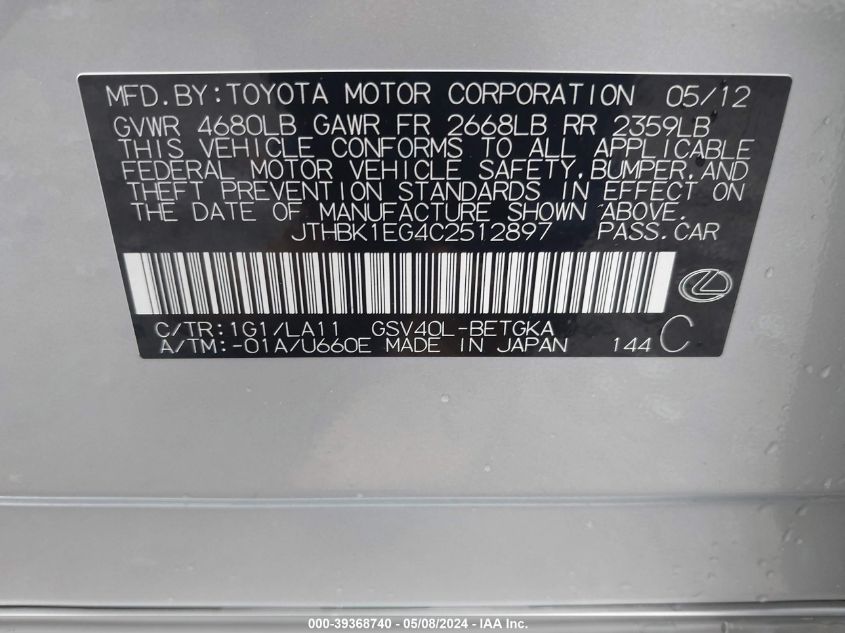 MFD.BY:TOYOTA MOTOR CORPORATION 05/12
GVWR 4680LB GAWR FR 2668LB RR 2359LB
THIS VEHICLE CONFORMS TO ALL APPLICABLE
FEDERAL MOTOR VEHICLE SAFETY,BUMPER,AND
THEFT PREVENTION STANDARDS IN EFFECT ON
THE DATE OF MANUFACTURE SHOWN ABOVE.
JTHBK1EG4C2512897 PASS.CAR
C/TR:1G1/LA11 GSV40L-BETGKA
A/TM:-01A/U660E MADE IN JAPAN 144 C
000-39368740 - 05/08/2024 - IAA Inc.